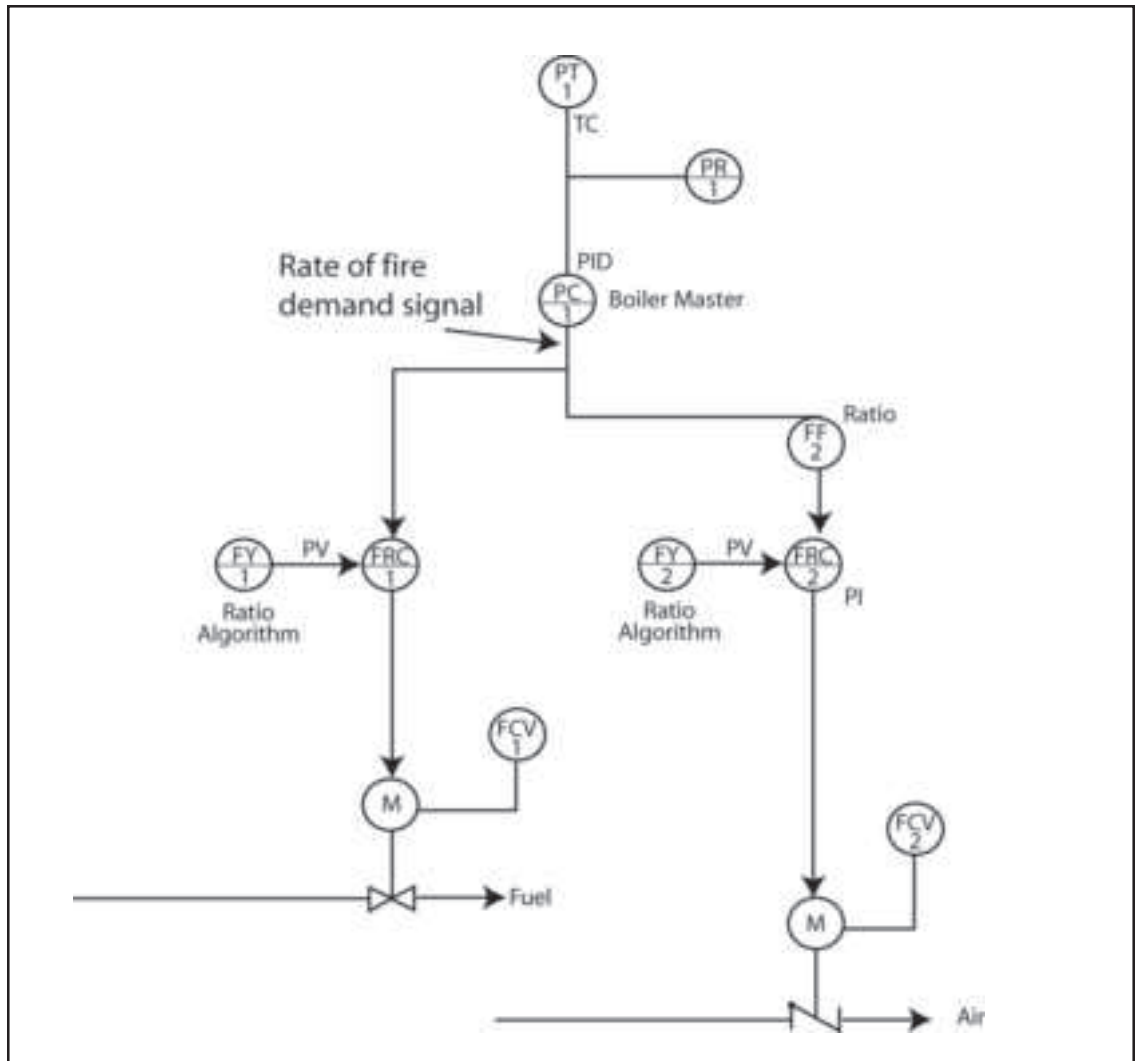 PT
1
TC
PR
1
PID
Rate of fire
demand signal
PC
1
Boiler Master
Ratio
FF
2
FY
1
PV
FRC
1
Ratio
Algorithm
FY
2
PV
FRC
2
PI
Ratio
Algorithm
FCV
1
M
Fuel
FCV
2
M
Air